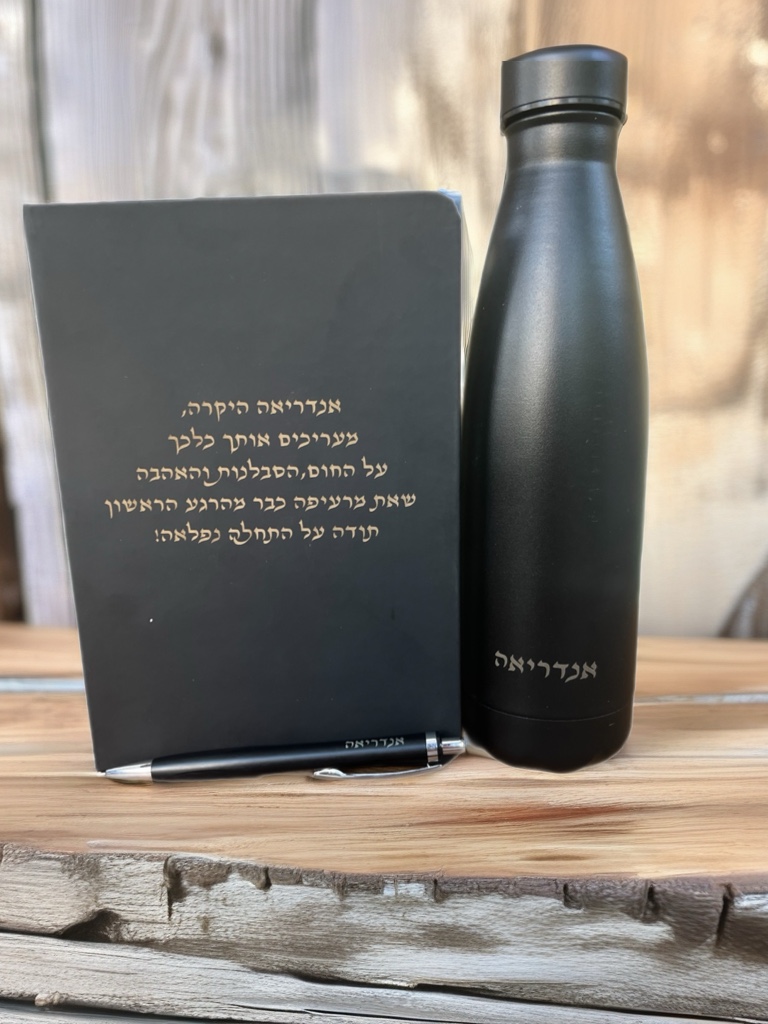 אנדריאה היקרה,
מעריכים אותך כלכך
על החום,הסבלנות והאהבה
שאת מרעיפה כבר מהרגע הראשון
תודה על התחלה נפלאה!
אנדריאה
אנדריאה